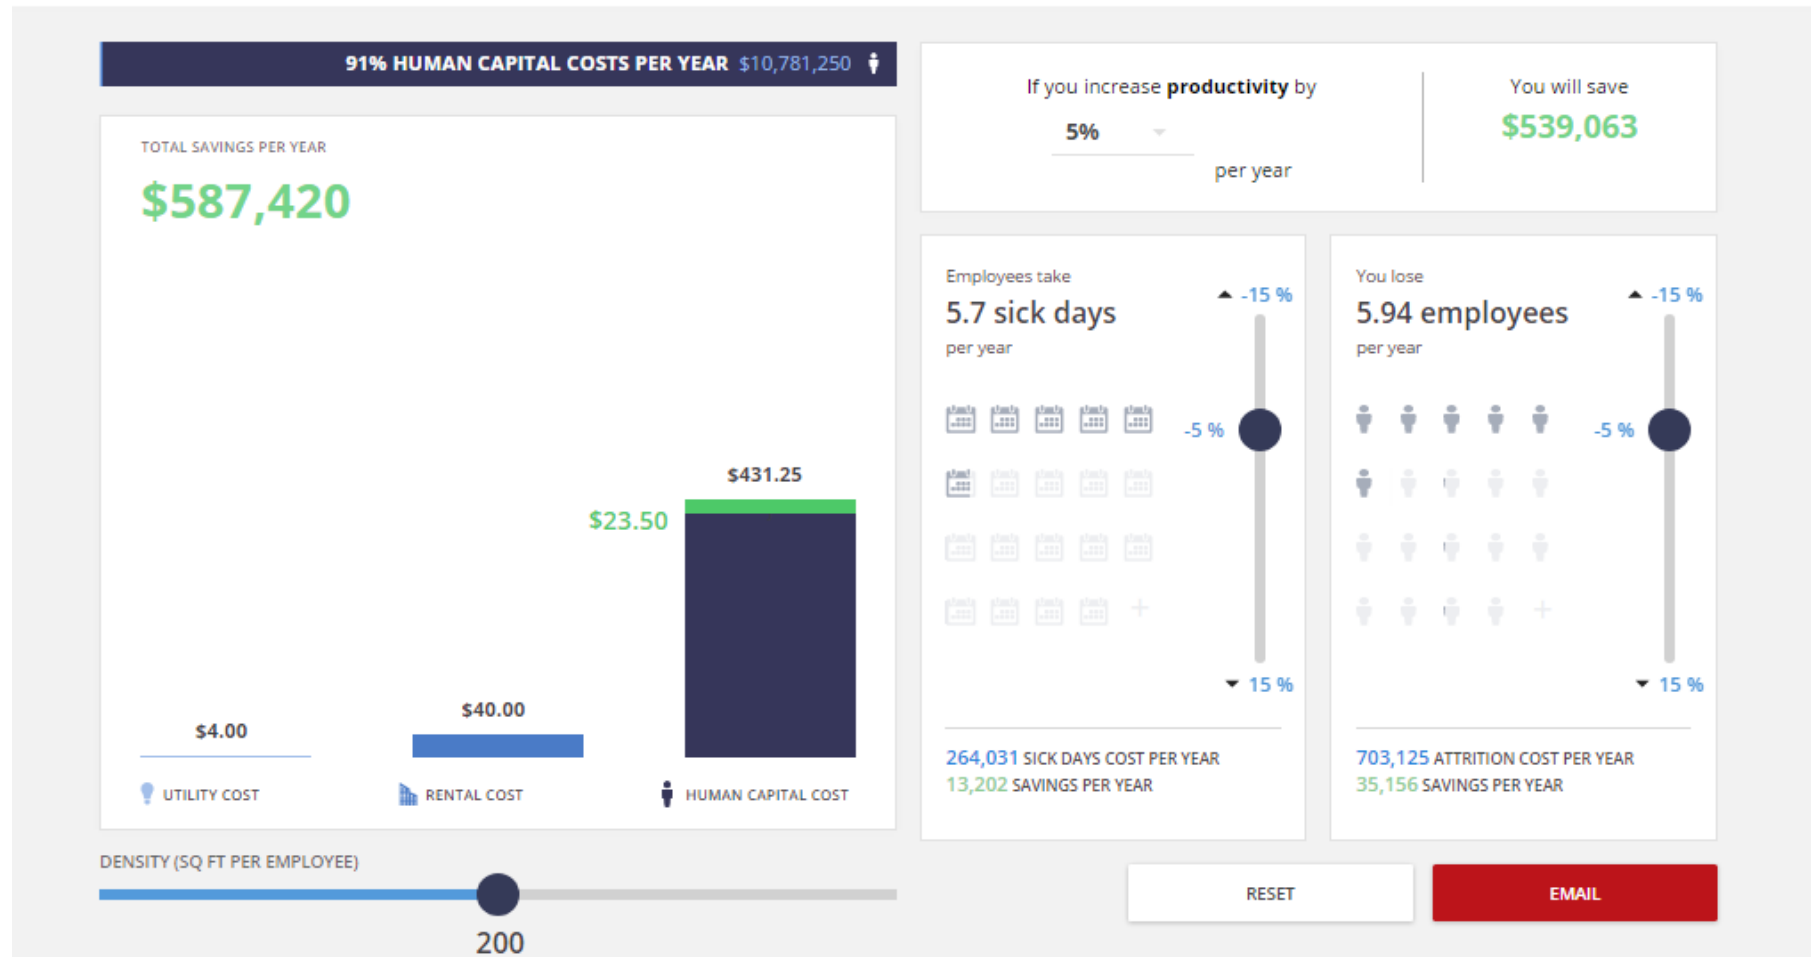 91% HUMAN CAPITAL COSTS PER YEAR $10,781,250
TOTAL SAVINGS PER YEAR
$587,420
$431.25
$23.50
$40.00
$4.00
UTILITY COST
RENTAL COST
HUMAN CAPITAL COST
DENSITY (SQ FT PER EMPLOYEE)
200
If you increase productivity by
5%
per year
You will save
$539,063
Employees take
5.7 sick days
per year
-15 %
-5 %
15 %
264,031 SICK DAYS COST PER YEAR
13,202 SAVINGS PER YEAR
You lose
5.94 employees
per year
-15 %
-5 %
15 %
703,125 ATTRITION COST PER YEAR
35,156 SAVINGS PER YEAR
RESET
EMAIL